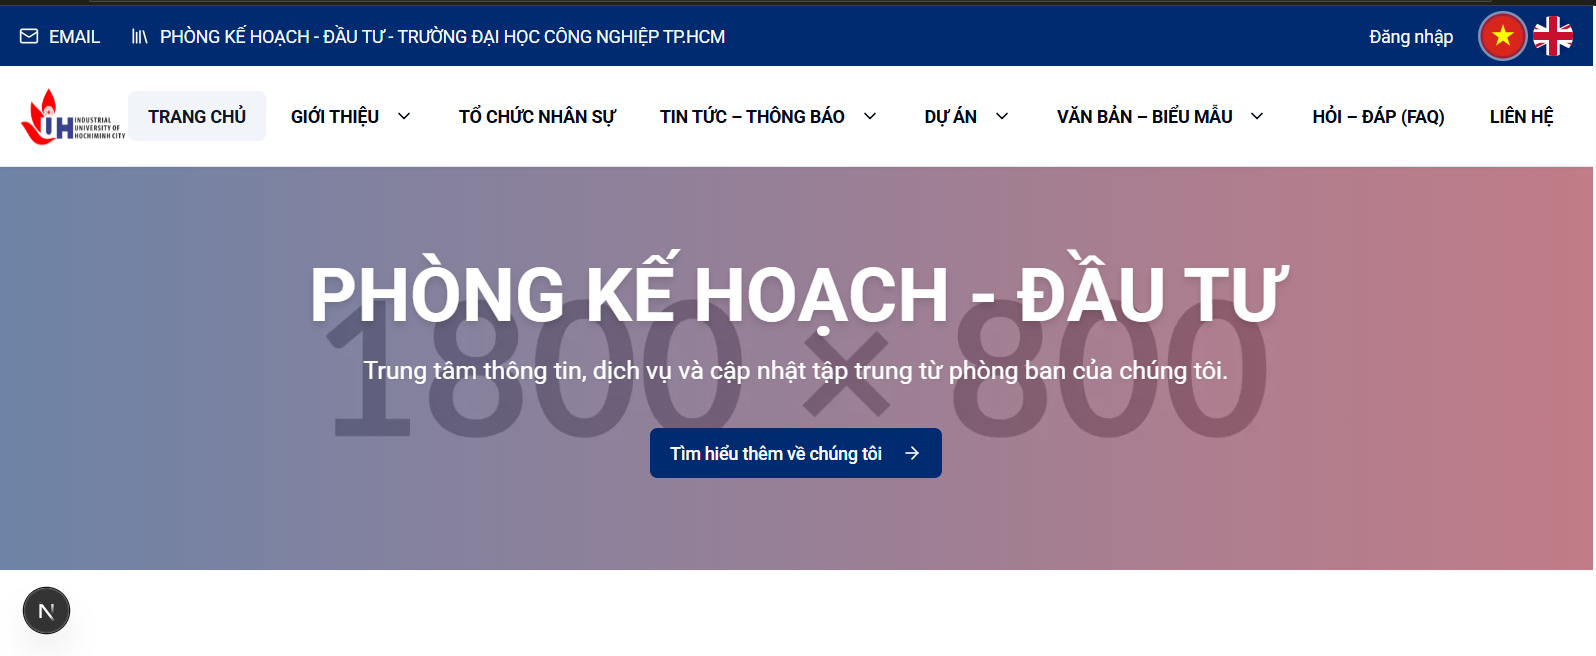 EMAIL
PHÒNG KẾ HOẠCH - ĐẦU TƯ - TRƯỜNG ĐẠI HỌC CÔNG NGHIỆP TP.HCM
Đăng nhập
IUH
INDUSTRIAL
UNIVERSITY OF
HOCHIMINH CITY
TRANG CHỦ
GIỚI THIỆU
TỔ CHỨC NHÂN SỰ
TIN TỨC – THÔNG BÁO
DỰ ÁN
VĂN BẢN – BIỂU MẪU
HỎI – ĐÁP (FAQ)
LIÊN HỆ
PHÒNG KẾ HOẠCH - ĐẦU TƯ
1800 × 800
Trung tâm thông tin, dịch vụ và cập nhật tập trung từ phòng ban của chúng tôi.
Tìm hiểu thêm về chúng tôi
N